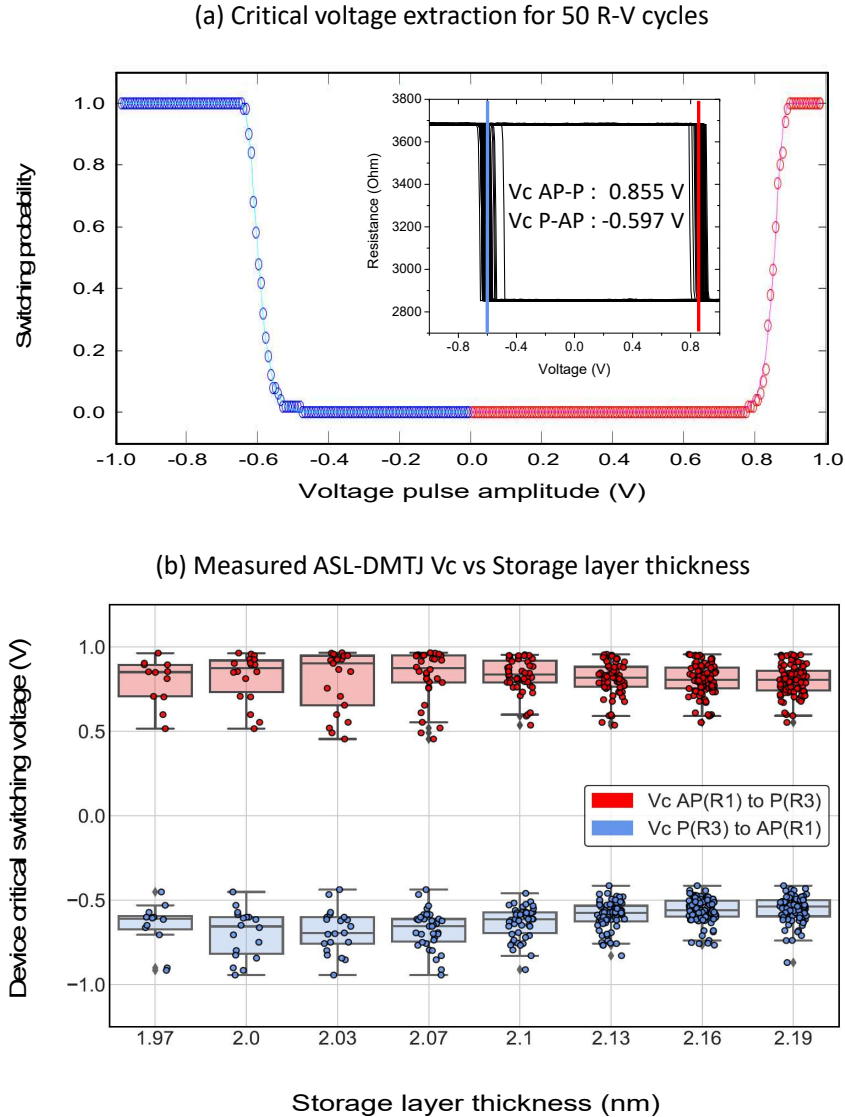 (a) Critical voltage extraction for 50 R-V cycles
Switching probability
1.0
0.8
0.6
0.4
0.2
0.0
-1.0 -0.8 -0.6 -0.4 -0.2 0.0 0.2 0.4 0.6 0.8 1.0
Voltage pulse amplitude (V)
Resistance (Ohm)
3800
3600
3400
3200
3000
2800
Vc AP-P : 0.855 V
Vc P-AP : -0.597 V
-0.8 -0.4 0.0 0.4 0.8
Voltage (V)
(b) Measured ASL-DMTJ Vc vs Storage layer thickness
Device critical switching voltage (V)
1.0
0.5
0.0
−0.5
−1.0
Vc AP(R1) to P(R3)
Vc P(R3) to AP(R1)
1.97 2.0 2.03 2.07 2.1 2.13 2.16 2.19
Storage layer thickness (nm)